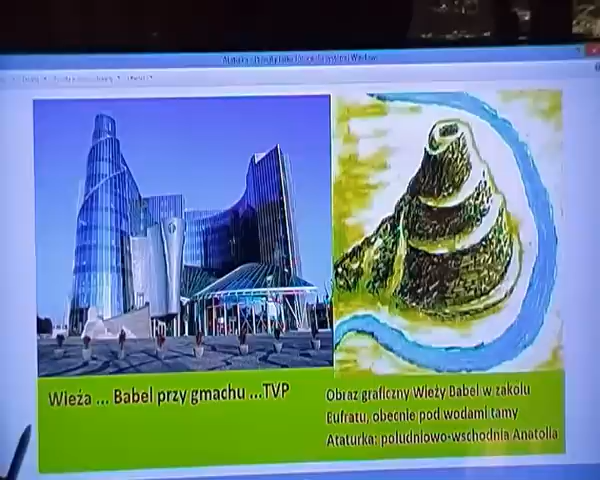 Wieża ... Babel przy gmachu ...TVP
Obraz graficzny Wieży Babel w zakolu
Eufratu, obecnie pod wodami tamy
Ataturka: południowo-wschodnia Anatolia